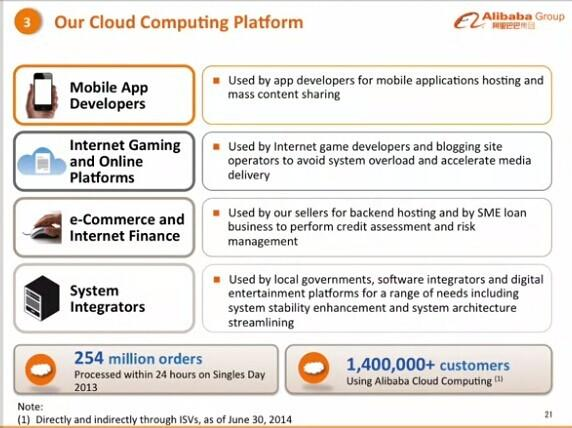 3 Our Cloud Computing Platform
Alibaba Group
阿里巴巴集团
Mobile App
Developers
Used by app developers for mobile applications hosting and
mass content sharing
Internet Gaming
and Online
Platforms
Used by Internet game developers and blogging site
operators to avoid system overload and accelerate media
delivery
e-Commerce and
Internet Finance
Used by our sellers for backend hosting and by SME loan
business to perform credit assessment and risk
management
System
Integrators
Used by local governments, software integrators and digital
entertainment platforms for a range of needs including
system stability enhancement and system architecture
streamlining
254 million orders
Processed within 24 hours on Singles Day
2013
1,400,000+ customers
Using Alibaba Cloud Computing (1)
Note:
(1) Directly and indirectly through ISVs, as of June 30, 2014
21